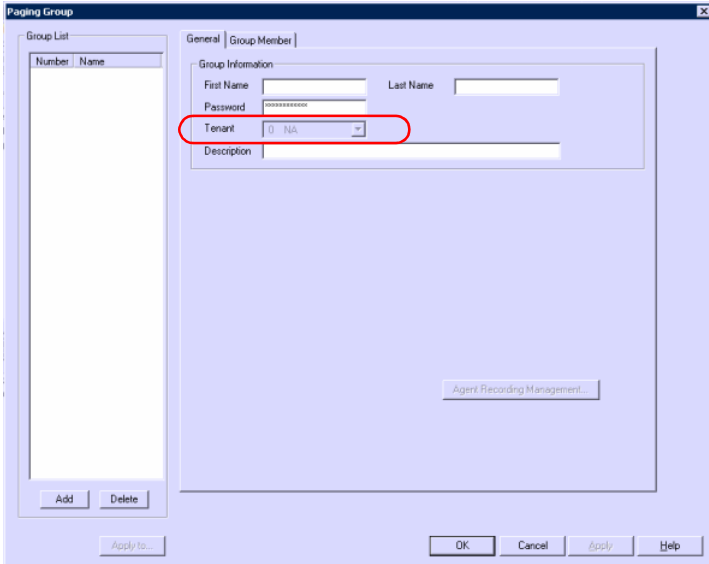 Paging Group
Group List
Number Name
Add Delete
Apply to...
General Group Member
Group Information
First Name Last Name
Password ************
Tenant 0 NA
Description
Agent Recording Management...
OK Cancel Apply Help